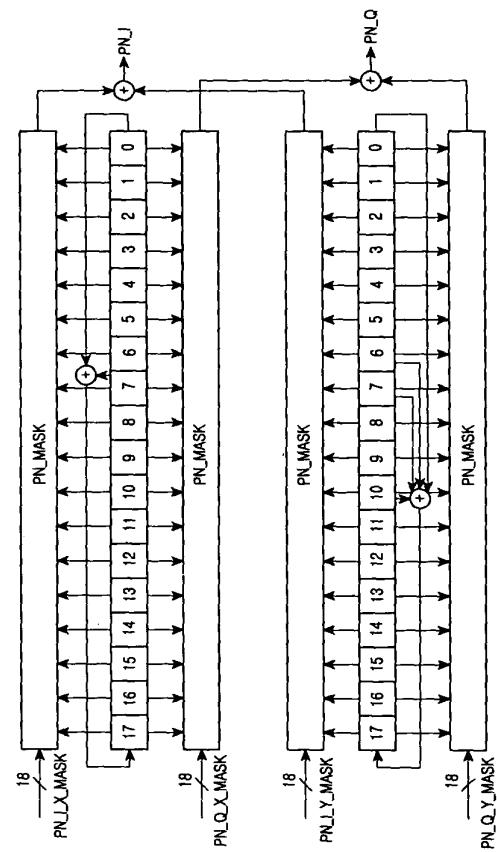 18
PN_I_X_MASK
PN_MASK
PN_I
17 16 15 14 13 12 11 10 9 8 7 6 5 4 3 2 1 0
+
+
18
PN_Q_X_MASK
PN_MASK
18
PN_I_Y_MASK
PN_MASK
PN_Q
+
17 16 15 14 13 12 11 10 9 8 7 6 5 4 3 2 1 0
+
18
PN_Q_Y_MASK
PN_MASK